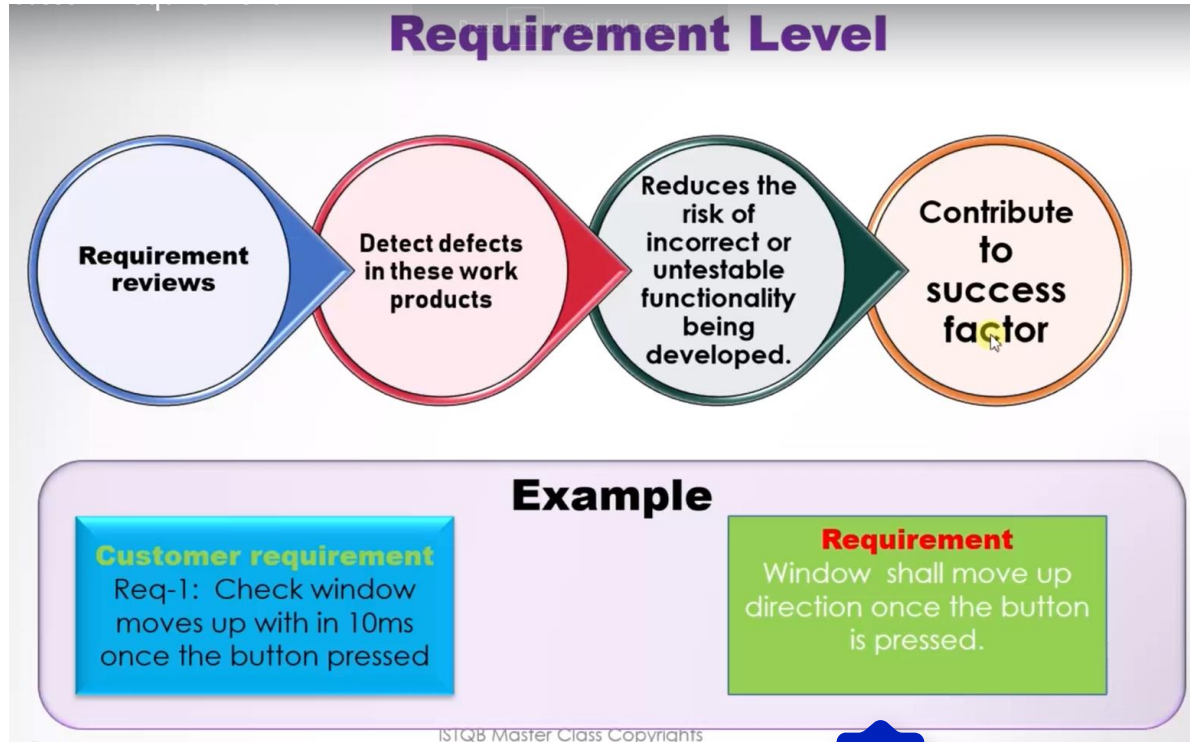 Requirement Level
Requirement
reviews
Detect defects
in these work
products
Reduces the
risk of
incorrect or
untestable
functionality
being
developed.
Contribute
to
success
factor
Example
Customer requirement
Req-1: Check window
moves up with in 10ms
once the button pressed
Requirement
Window shall move up
direction once the button
is pressed.
ISTQB Master Class Copyrights